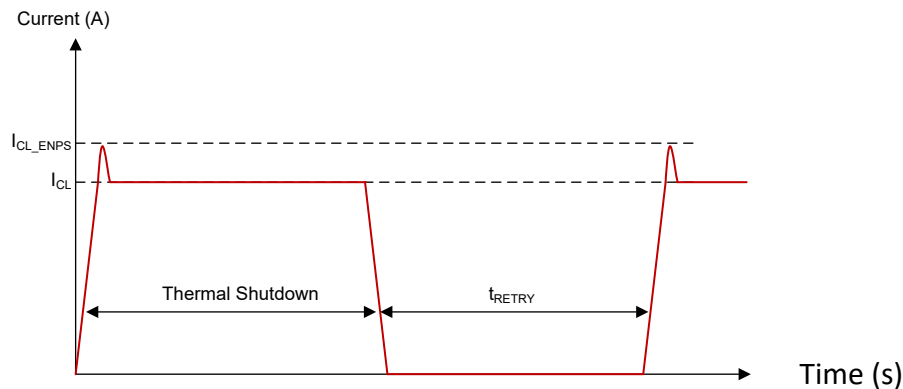 Current (A)
I_CL_ENPS
I_CL
Thermal Shutdown
t_RETRY
Time (s)